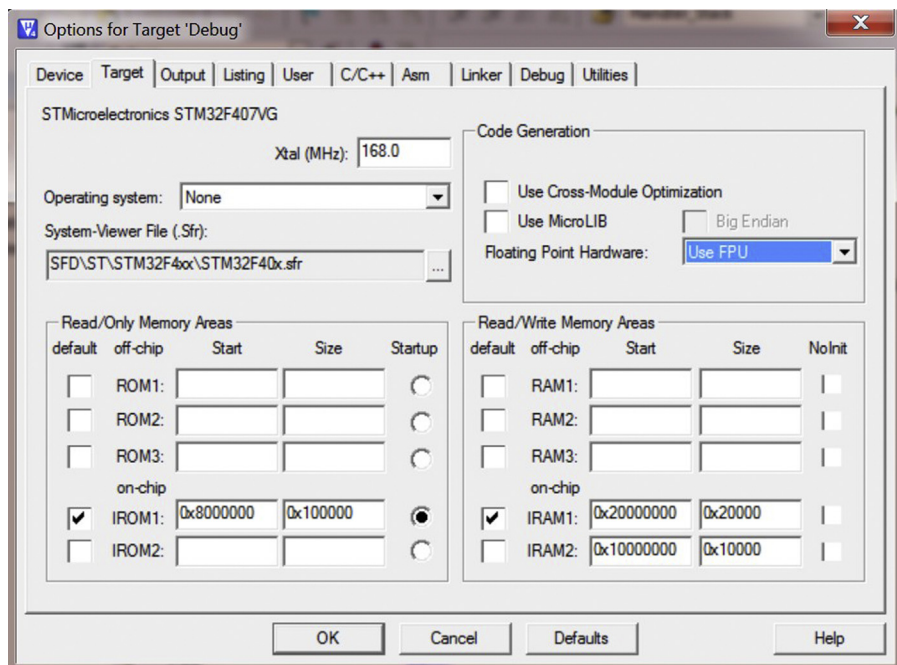 Options for Target 'Debug'
Device Target Output Listing User C/C++ Asm Linker Debug Utilities
STMicroelectronics STM32F407VG
Xtal (MHz): 168.0
Operating system: None
System-Viewer File (.Sfr):
SFD\ST\STM32F4xx\STM32F40x.sfr ...
Code Generation
Use Cross-Module Optimization
Use MicroLIB Big Endian
Floating Point Hardware: Use FPU
Read/Only Memory Areas
default off-chip Start Size Startup
ROM1:
ROM2:
ROM3:
on-chip
IROM1: 0x8000000 0x100000
IROM2:
Read/Write Memory Areas
default off-chip Start Size NoInit
RAM1:
RAM2:
RAM3:
on-chip
IRAM1: 0x20000000 0x20000
IRAM2: 0x10000000 0x10000
OK Cancel Defaults Help